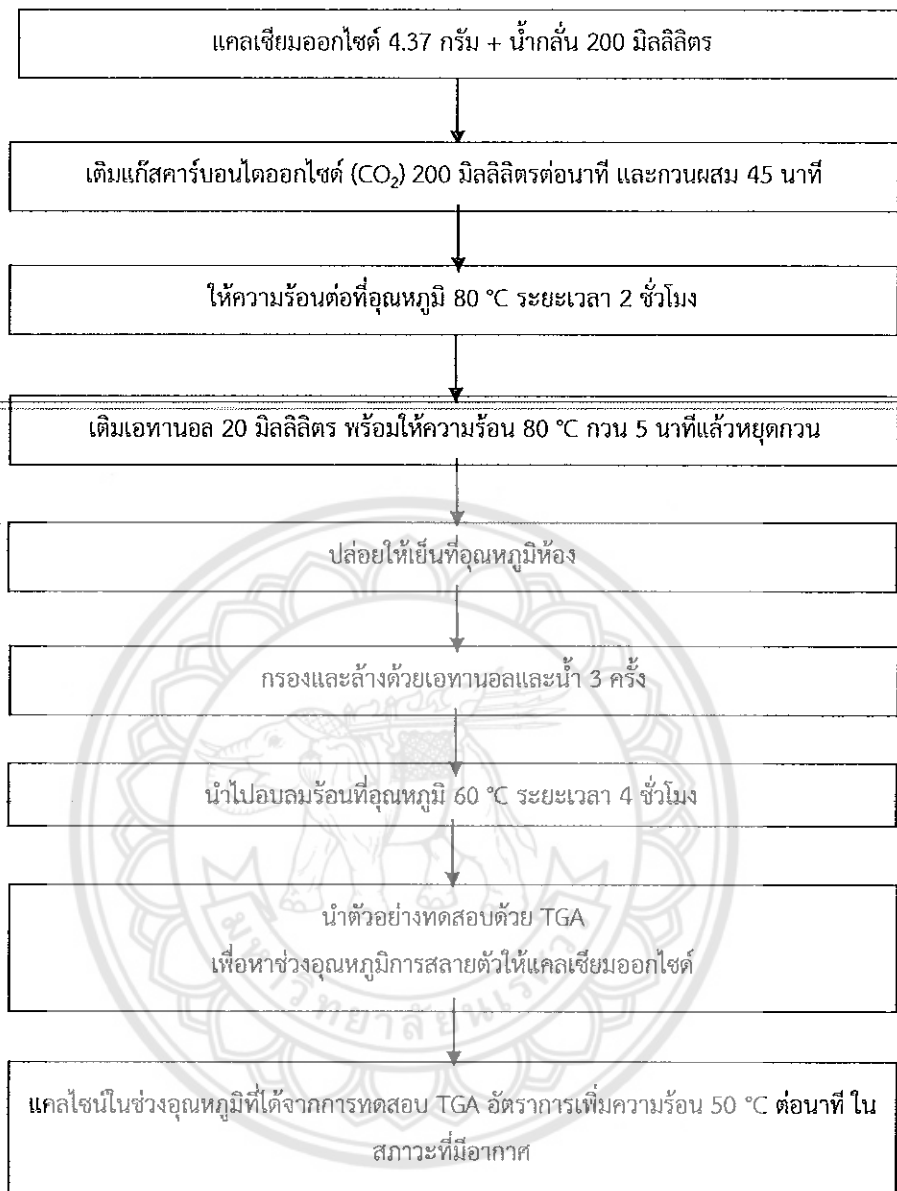 แคลเซียมออกไซด์ 4.37 กรัม + น้ำกลั่น 200 มิลลิลิตร
เติมแก๊สคาร์บอนไดออกไซด์ (CO₂) 200 มิลลิลิตรต่อนาที และกวนผสม 45 นาที
ให้ความร้อนต่อที่อุณหภูมิ 80 °C ระยะเวลา 2 ชั่วโมง
เติมเอทานอล 20 มิลลิลิตร พร้อมให้ความร้อน 80 °C กวน 5 นาทีแล้วหยุดกวน
ปล่อยให้เย็นที่อุณหภูมิห้อง
กรองและล้างด้วยเอทานอลและน้ำ 3 ครั้ง
นำไปอบลมร้อนที่อุณหภูมิ 60 °C ระยะเวลา 4 ชั่วโมง
นำตัวอย่างทดสอบด้วย TGA
เพื่อหาช่วงอุณหภูมิการสลายตัวให้แคลเซียมออกไซด์
มหาวิทยาลัยนเรศวร
แคลไซน์ในช่วงอุณหภูมิที่ได้จากการทดสอบ TGA อัตราการเพิ่มความร้อน 50 °C ต่อนาที ใน
สภาวะที่มีอากาศ